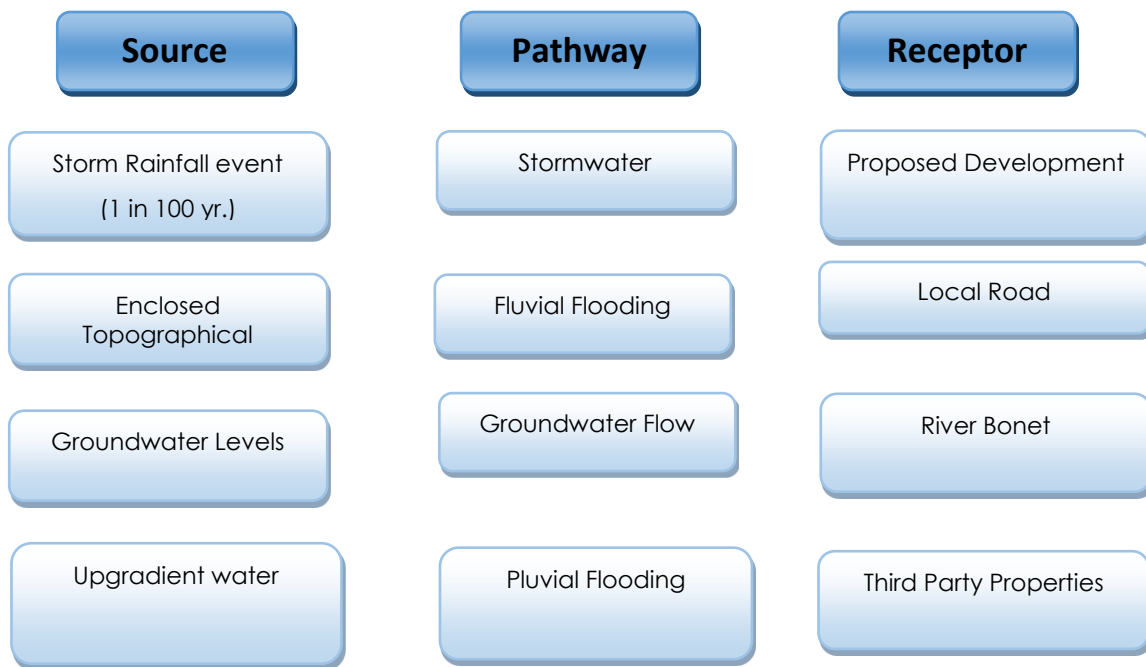 Source
Pathway
Receptor
Storm Rainfall event
(1 in 100 yr.)
Stormwater
Proposed Development
Enclosed
Topographical
Fluvial Flooding
Local Road
Groundwater Levels
Groundwater Flow
River Bonet
Upgradient water
Pluvial Flooding
Third Party Properties